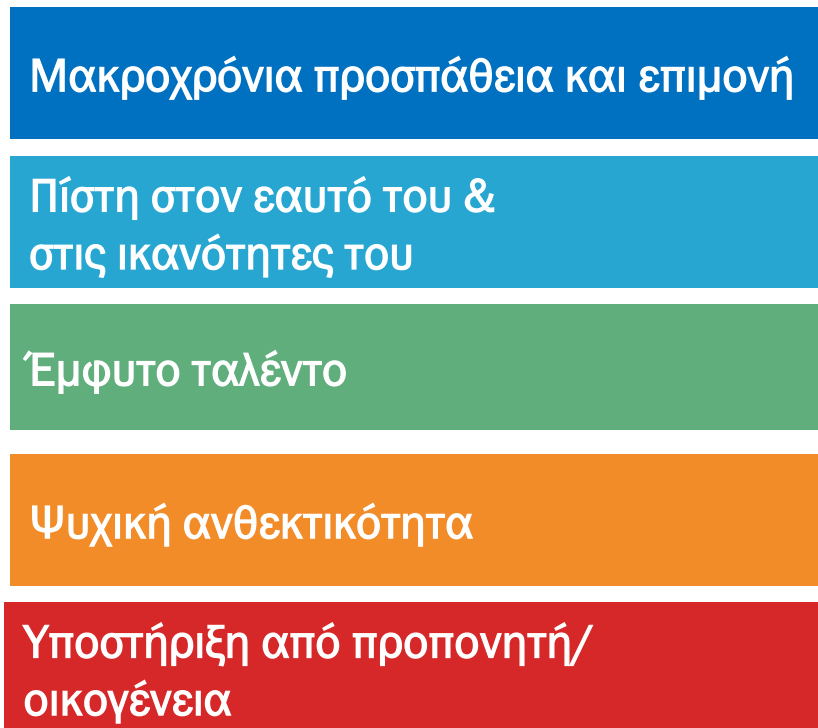 Μακροχρόνια προσπάθεια και επιμονή
Πίστη στον εαυτό του &
στις ικανότητες του
Έμφυτο ταλέντο
Ψυχική ανθεκτικότητα
Υποστήριξη από προπονητή/
οικογένεια